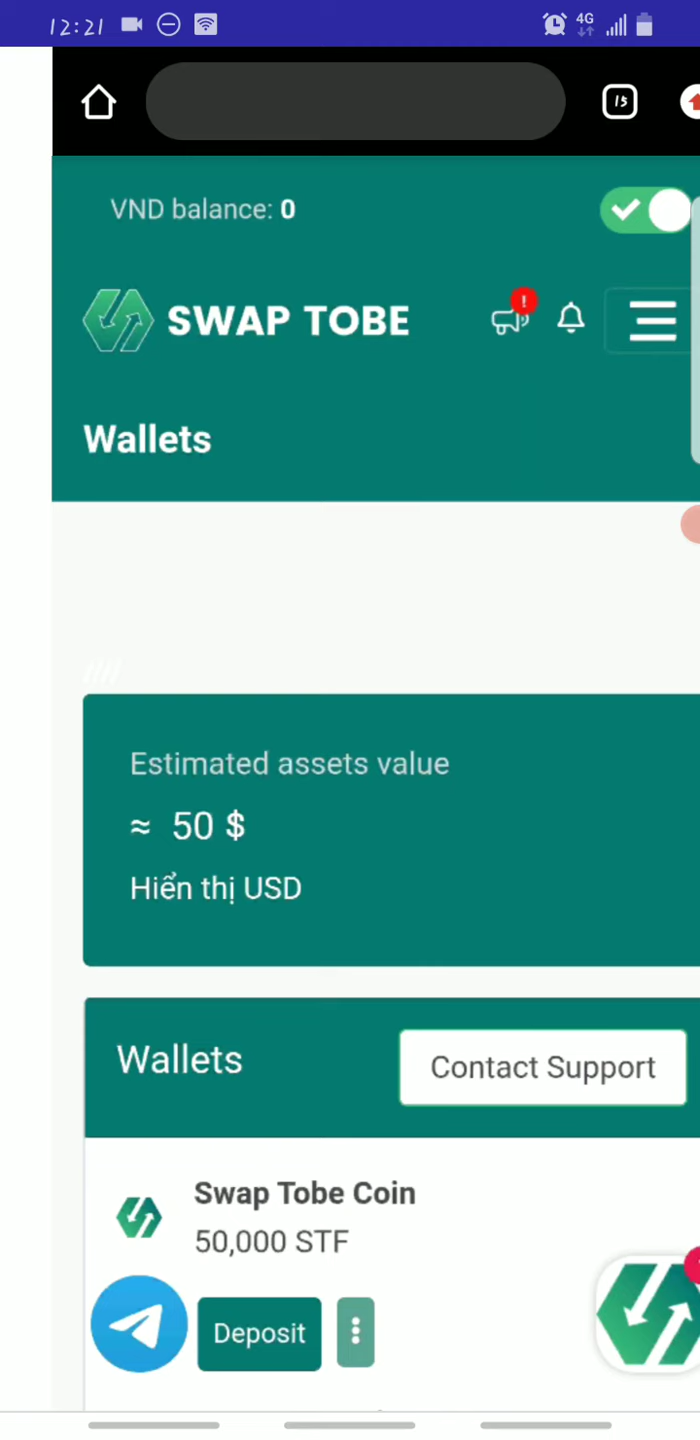 12:21
4G
15
VND balance: 0
SWAP TOBE
!
Wallets
Estimated assets value
≈ 50 $
Hiển thị USD
Wallets
Contact Support
Swap Tobe Coin
50,000 STF
Deposit